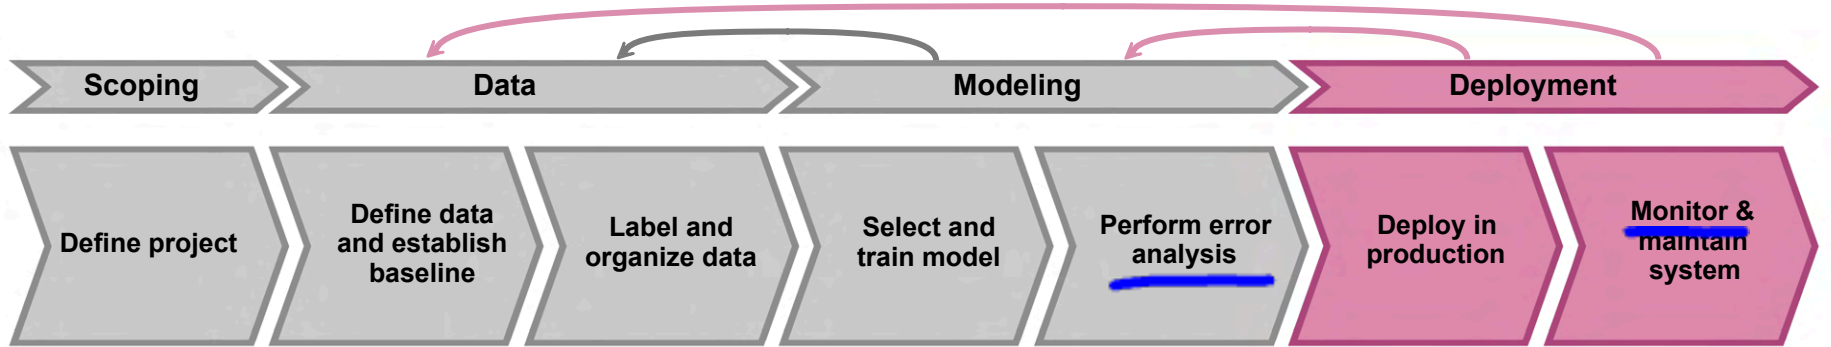 Scoping
Data
Modeling
Deployment
Define project
Define data
and establish
baseline
Label and
organize data
Select and
train model
Perform error
analysis
Deploy in
production
Monitor &
maintain
system